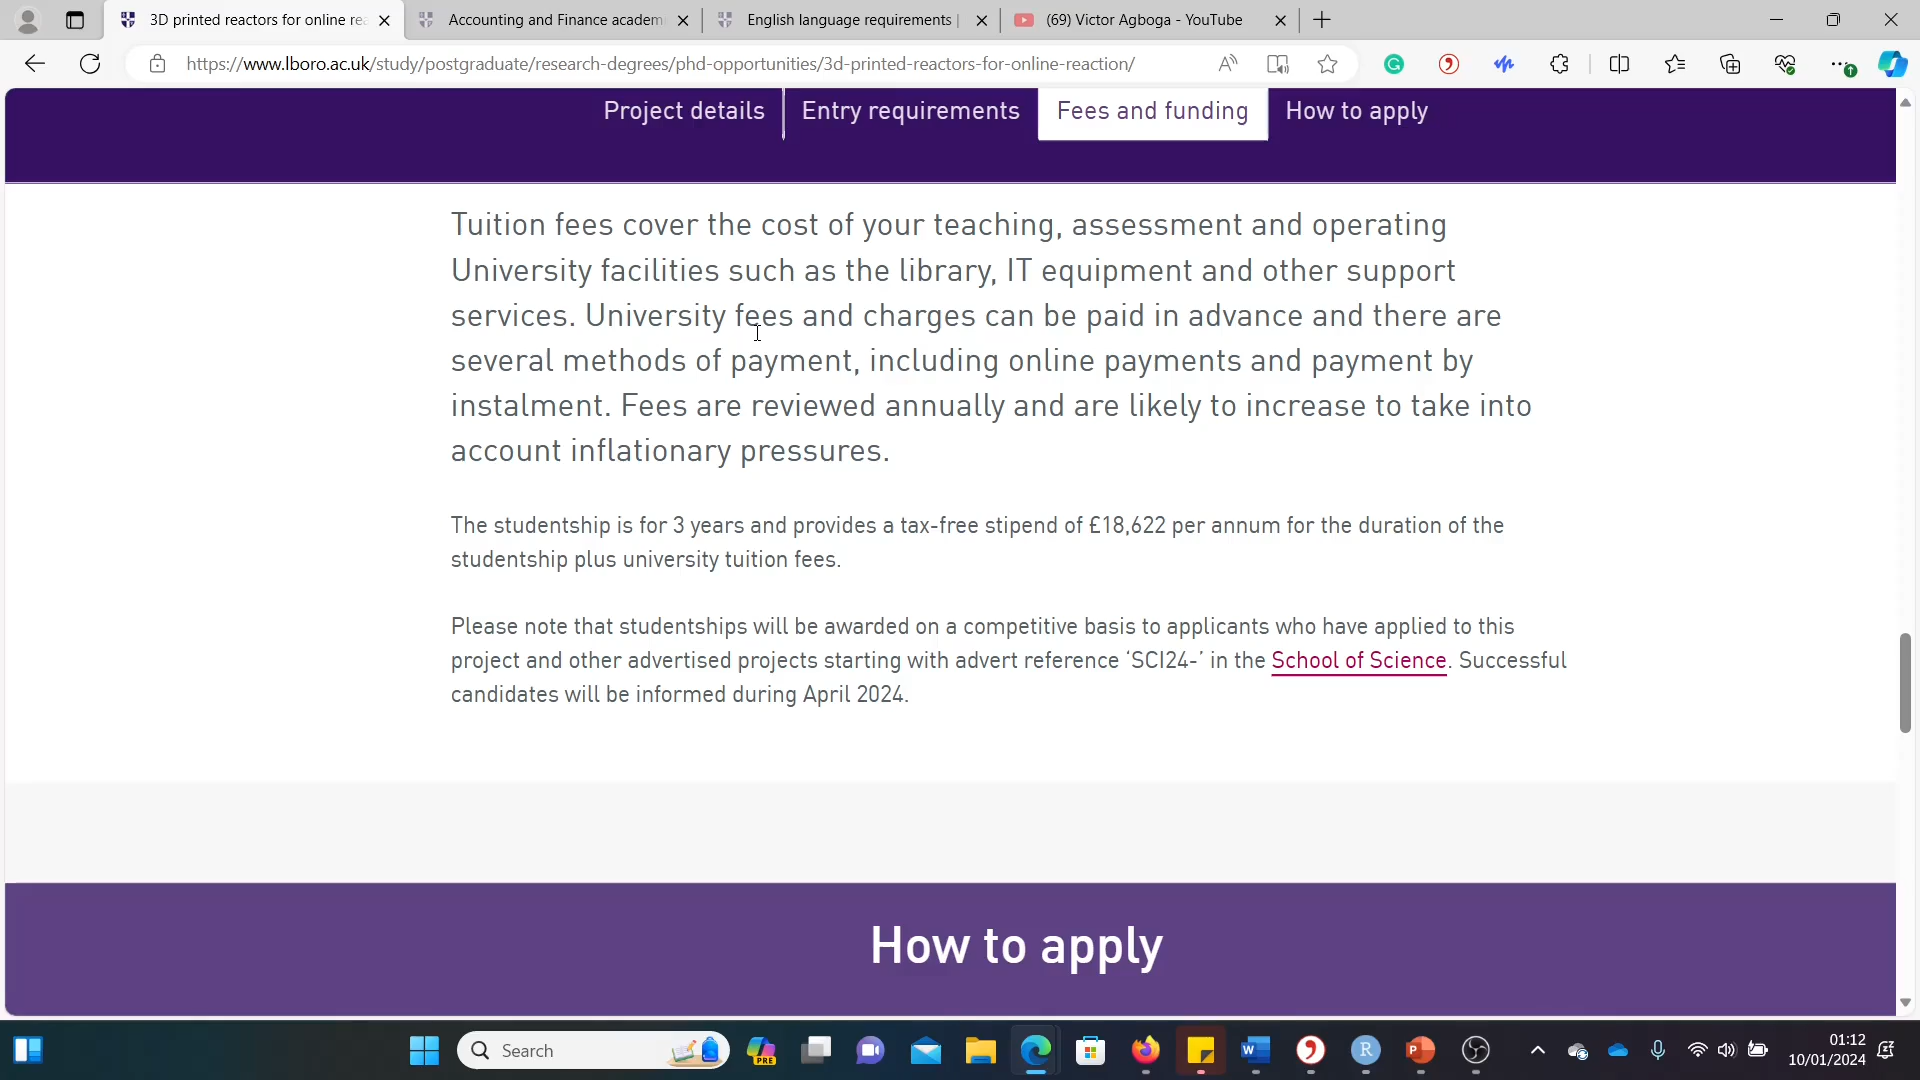 3D printed reactors for online rea
Accounting and Finance academ
English language requirements |
(69) Victor Agboga - YouTube
https://www.lboro.ac.uk/study/postgraduate/research-degrees/phd-opportunities/3d-printed-reactors-for-online-reaction/
Project details
Entry requirements
Fees and funding
How to apply
Tuition fees cover the cost of your teaching, assessment and operating
University facilities such as the library, IT equipment and other support
services. University fees and charges can be paid in advance and there are
several methods of payment, including online payments and payment by
instalment. Fees are reviewed annually and are likely to increase to take into
account inflationary pressures.
The studentship is for 3 years and provides a tax-free stipend of £18,622 per annum for the duration of the
studentship plus university tuition fees.
Please note that studentships will be awarded on a competitive basis to applicants who have applied to this
project and other advertised projects starting with advert reference ‘SCI24-’ in the School of Science. Successful
candidates will be informed during April 2024.
How to apply
Search
PRE
01:12
10/01/2024